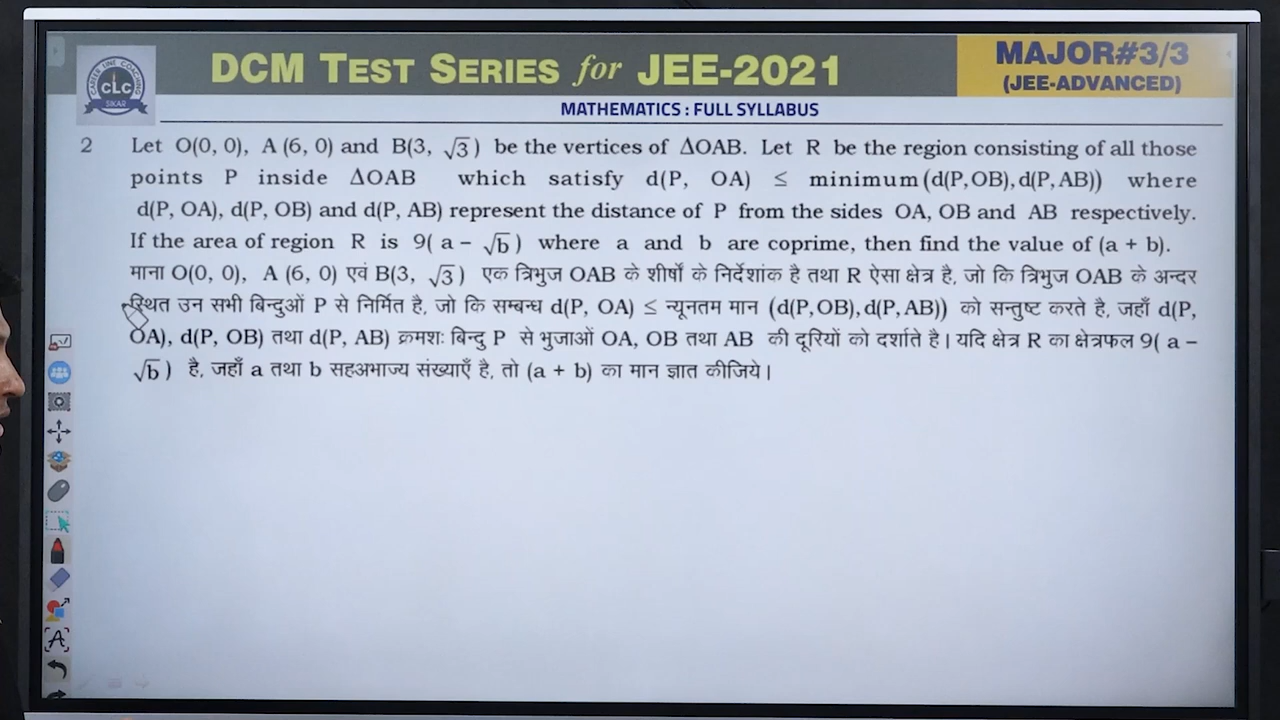 CAREER LINE COACHING
CLC
SIKAR
DCM TEST SERIES for JEE-2021
MAJOR#3/3
(JEE-ADVANCED)
MATHEMATICS : FULL SYLLABUS
2 Let O(0, 0), A (6, 0) and B(3, √3) be the vertices of ΔOAB. Let R be the region consisting of all those
points P inside ΔOAB which satisfy d(P, OA) ≤ minimum(d(P,OB),d(P,AB)) where
d(P, OA), d(P, OB) and d(P, AB) represent the distance of P from the sides OA, OB and AB respectively.
If the area of region R is 9( a − √b ) where a and b are coprime, then find the value of (a + b).
माना O(0, 0), A (6, 0) एवं B(3, √3) एक त्रिभुज OAB के शीर्षों के निर्देशांक है तथा R ऐसा क्षेत्र है, जो कि त्रिभुज OAB के अन्दर
स्थित उन सभी बिन्दुओं P से निर्मित है, जो कि सम्बन्ध d(P, OA) ≤ न्यूनतम मान (d(P,OB),d(P,AB)) को सन्तुष्ट करते है, जहाँ d(P,
OA), d(P, OB) तथा d(P, AB) क्रमशः बिन्दु P से भुजाओं OA, OB तथा AB की दूरियों को दर्शाते है। यदि क्षेत्र R का क्षेत्रफल 9( a −
√b ) है, जहाँ a तथा b सहअभाज्य संख्याएँ है, तो (a + b) का मान ज्ञात कीजिये।